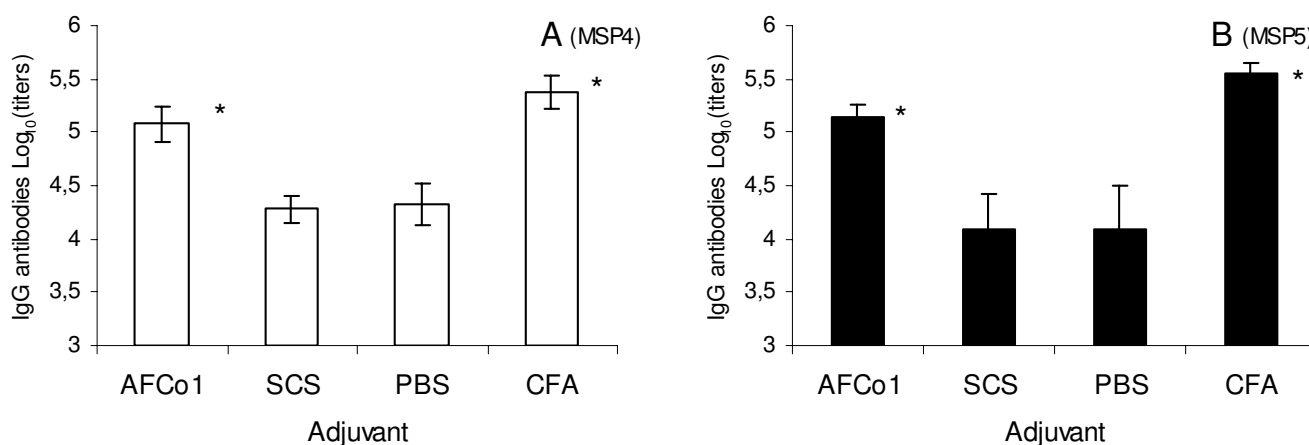 A (MSP4)
IgG antibodies Log₁₀(titers)
6
5,5
*
*
5
4,5
4
3,5
3
AFCo1 SCS PBS CFA
Adjuvant
B (MSP5)
IgG antibodies Log₁₀(titers)
6
5,5
*
*
5
4,5
4
3,5
3
AFCo1 SCS PBS CFA
Adjuvant